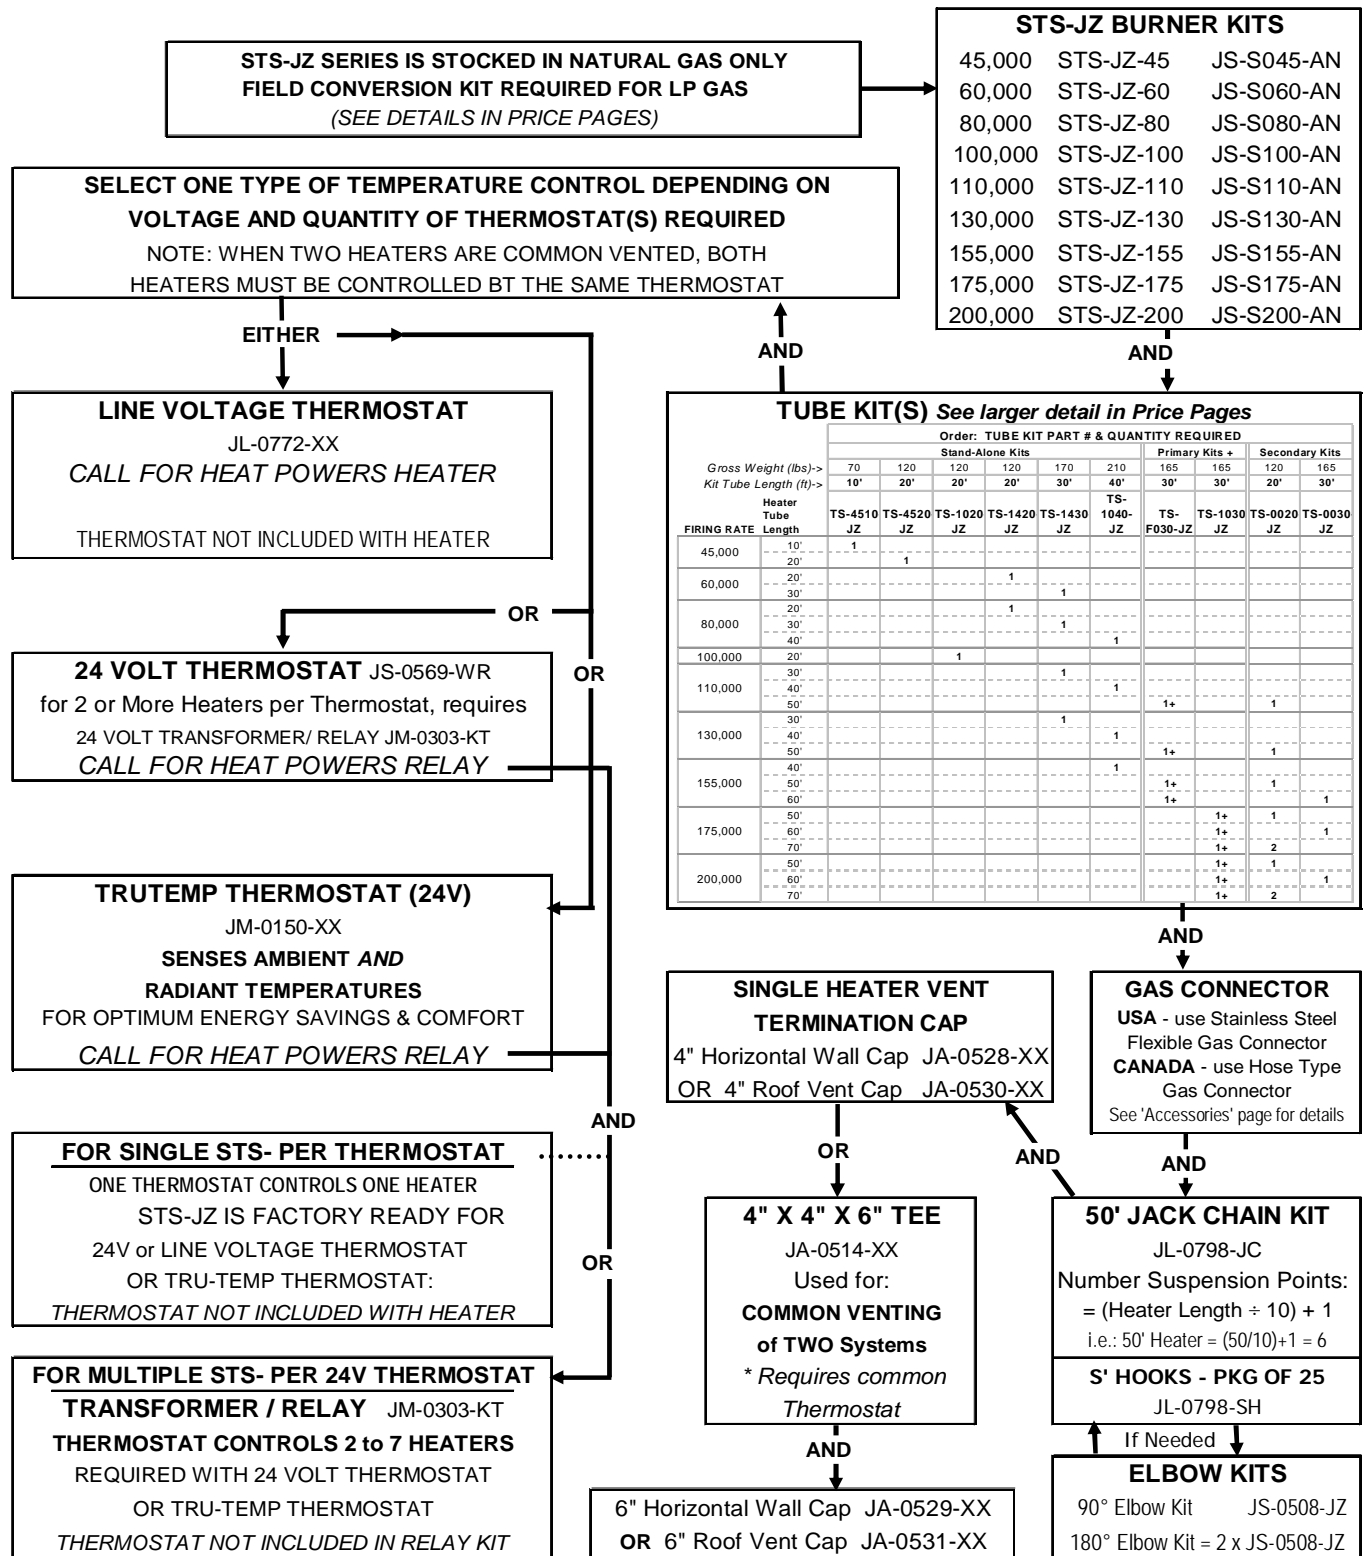 STS-JZ SERIES IS STOCKED IN NATURAL GAS ONLY
FIELD CONVERSION KIT REQUIRED FOR LP GAS
(SEE DETAILS IN PRICE PAGES)
STS-JZ BURNER KITS
45,000 STS-JZ-45 JS-S045-AN
60,000 STS-JZ-60 JS-S060-AN
80,000 STS-JZ-80 JS-S080-AN
100,000 STS-JZ-100 JS-S100-AN
110,000 STS-JZ-110 JS-S110-AN
130,000 STS-JZ-130 JS-S130-AN
155,000 STS-JZ-155 JS-S155-AN
175,000 STS-JZ-175 JS-S175-AN
200,000 STS-JZ-200 JS-S200-AN
SELECT ONE TYPE OF TEMPERATURE CONTROL DEPENDING ON
VOLTAGE AND QUANTITY OF THERMOSTAT(S) REQUIRED
NOTE: WHEN TWO HEATERS ARE COMMON VENTED, BOTH
HEATERS MUST BE CONTROLLED BT THE SAME THERMOSTAT
EITHER
AND
AND
LINE VOLTAGE THERMOSTAT
JL-0772-XX
CALL FOR HEAT POWERS HEATER
THERMOSTAT NOT INCLUDED WITH HEATER
OR
OR
24 VOLT THERMOSTAT JS-0569-WR
for 2 or More Heaters per Thermostat, requires
24 VOLT TRANSFORMER/ RELAY JM-0303-KT
CALL FOR HEAT POWERS RELAY
TRUTEMP THERMOSTAT (24V)
JM-0150-XX
SENSES AMBIENT AND
RADIANT TEMPERATURES
FOR OPTIMUM ENERGY SAVINGS & COMFORT
CALL FOR HEAT POWERS RELAY
AND
FOR SINGLE STS- PER THERMOSTAT
ONE THERMOSTAT CONTROLS ONE HEATER
STS-JZ IS FACTORY READY FOR
24V or LINE VOLTAGE THERMOSTAT
OR TRU-TEMP THERMOSTAT:
THERMOSTAT NOT INCLUDED WITH HEATER
OR
FOR MULTIPLE STS- PER 24V THERMOSTAT
TRANSFORMER / RELAY JM-0303-KT
THERMOSTAT CONTROLS 2 to 7 HEATERS
REQUIRED WITH 24 VOLT THERMOSTAT
OR TRU-TEMP THERMOSTAT
THERMOSTAT NOT INCLUDED IN RELAY KIT
TUBE KIT(S) See larger detail in Price Pages
Order: TUBE KIT PART # & QUANTITY REQUIRED
Stand-Alone Kits Primary Kits + Secondary Kits
Gross Weight (lbs)-> 70 120 120 120 170 210 165 165 120 165
Kit Tube Length (ft)-> 10' 20' 20' 20' 30' 40' 30' 30' 20' 30'
FIRING RATE Heater Tube Length TS-4510 JZ TS-4520 JZ TS-1020 JZ TS-1420 JZ TS-1430 JZ TS-1040-JZ TS-F030-JZ TS-1030 JZ TS-0020 JZ TS-0030 JZ
45,000 10' 1
20' 1
60,000 20' 1
30' 1
80,000 20' 1
30' 1
40' 1
100,000 20' 1
110,000 30' 1
40' 1
50' 1+ 1
130,000 30' 1
40' 1
50' 1+ 1
155,000 40' 1
50' 1+ 1
60' 1+ 1
175,000 50' 1+ 1
60' 1+ 1
70' 1+ 2
200,000 50' 1+ 1
60' 1+ 1
70' 1+ 2
AND
GAS CONNECTOR
USA - use Stainless Steel
Flexible Gas Connector
CANADA - use Hose Type
Gas Connector
See 'Accessories' page for details
AND
50' JACK CHAIN KIT
JL-0798-JC
Number Suspension Points:
= (Heater Length ÷ 10) + 1
i.e.: 50' Heater = (50/10)+1 = 6
S' HOOKS - PKG OF 25
JL-0798-SH
If Needed
ELBOW KITS
90° Elbow Kit JS-0508-JZ
180° Elbow Kit = 2 x JS-0508-JZ
AND
SINGLE HEATER VENT
TERMINATION CAP
4" Horizontal Wall Cap JA-0528-XX
OR 4" Roof Vent Cap JA-0530-XX
OR
4" X 4" X 6" TEE
JA-0514-XX
Used for:
COMMON VENTING
of TWO Systems
* Requires common
Thermostat
AND
6" Horizontal Wall Cap JA-0529-XX
OR 6" Roof Vent Cap JA-0531-XX